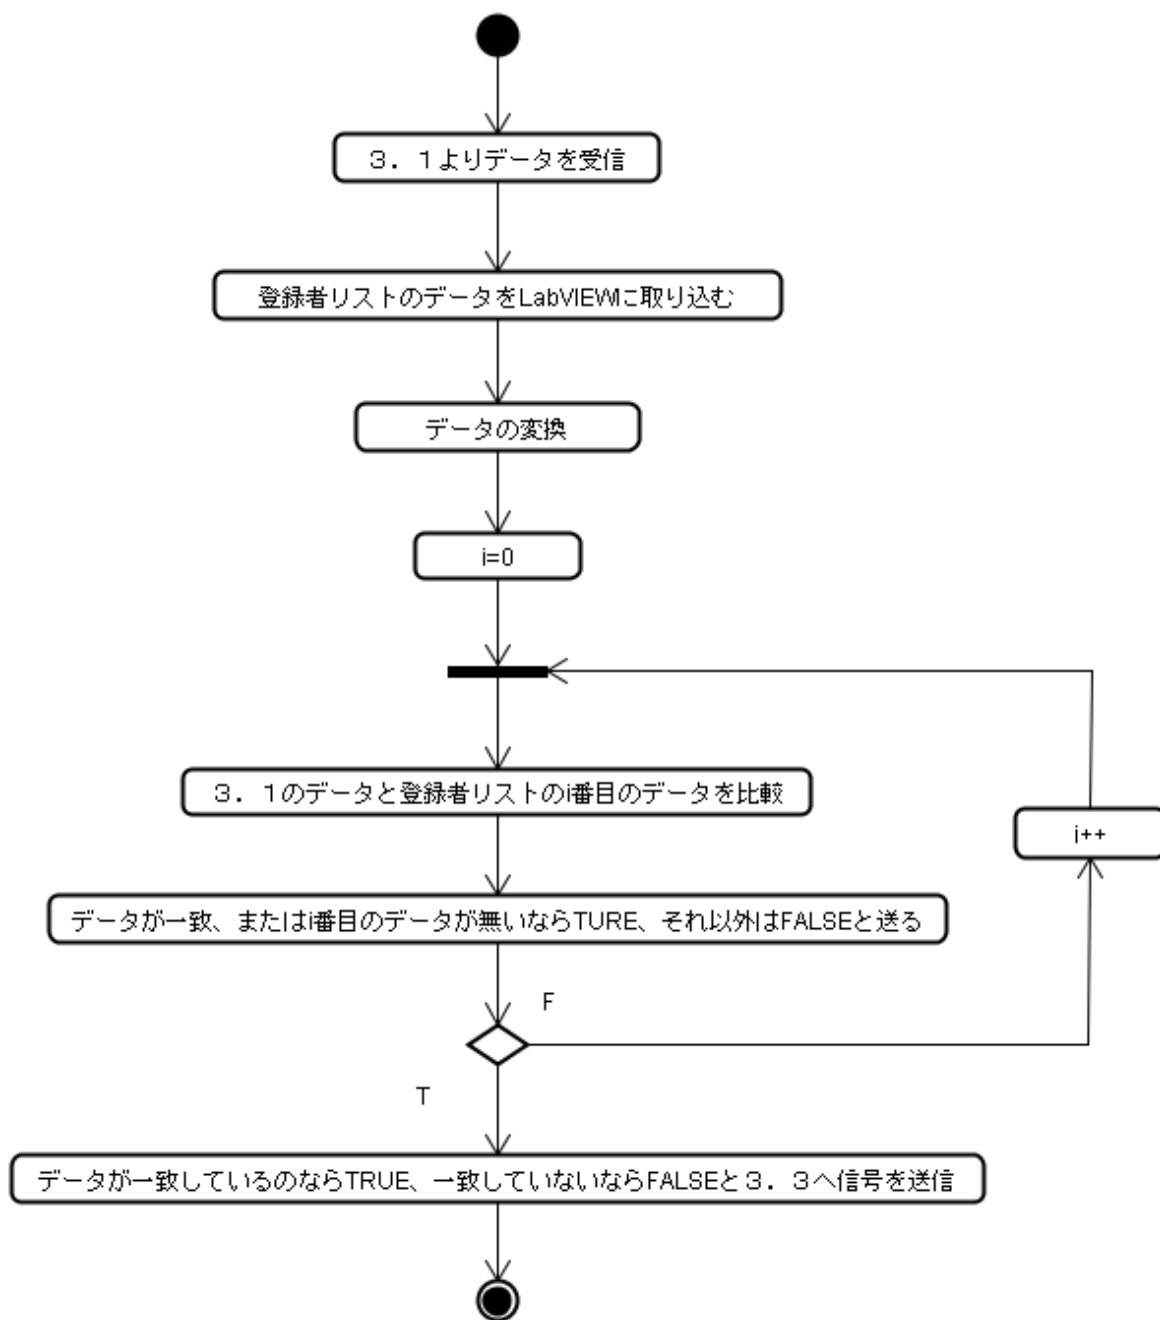 ３．１よりデータを受信
登録者リストのデータをLabVIEWに取り込む
データの変換
i=0
３．１のデータと登録者リストのi番目のデータを比較
i++
データが一致、またはi番目のデータが無いならTURE、それ以外はFALSEと送る
F
T
データが一致しているのならTRUE、一致していないならFALSEと３．３へ信号を送信